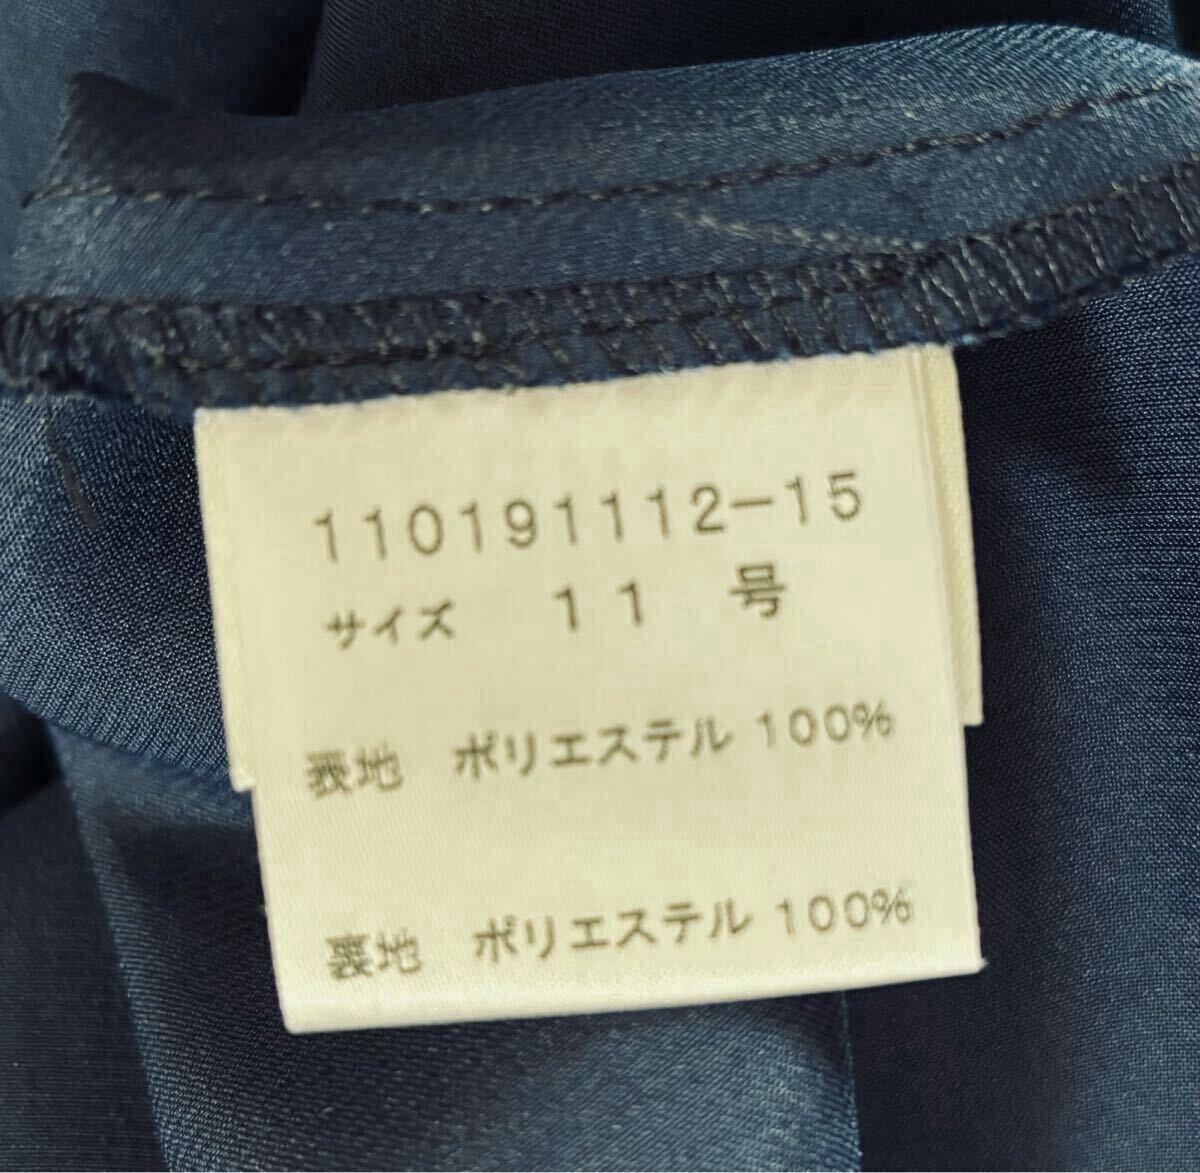 110191112-15
サイズ 11 号
表地 ポリエステル 100%
裏地 ポリエステル 100%